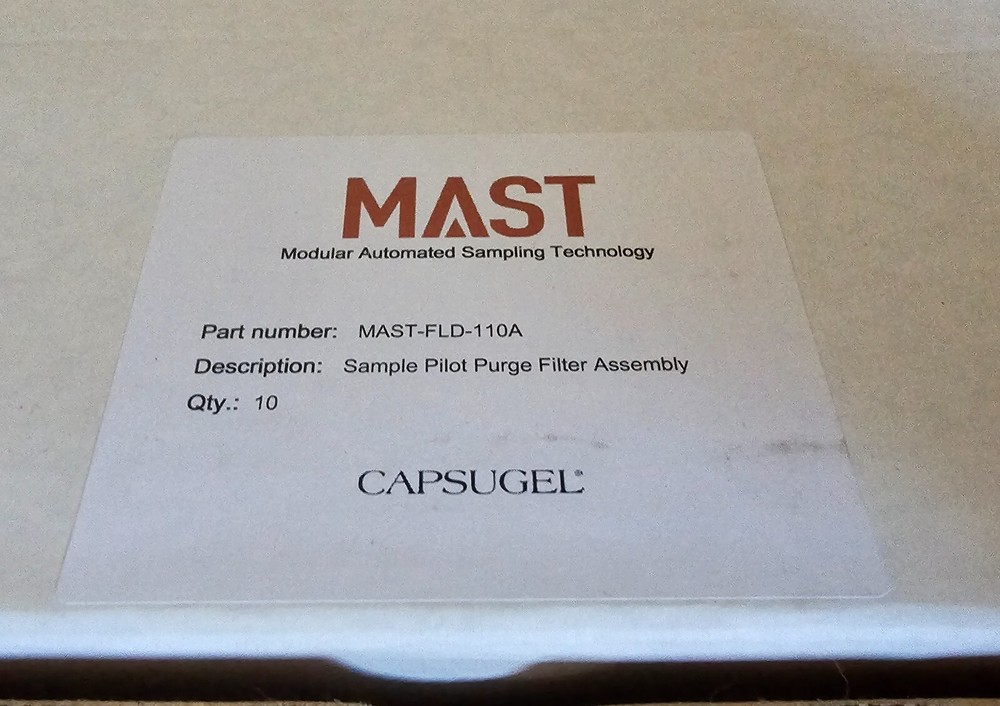 MAST
Modular Automated Sampling Technology
Part number: MAST-FLD-110A
Description: Sample Pilot Purge Filter Assembly
Qty.: 10
CAPSUGEL®